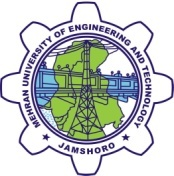 MEHRAN UNIVERSITY OF ENGINEERING AND TECHNOLOGY
JAMSHORO